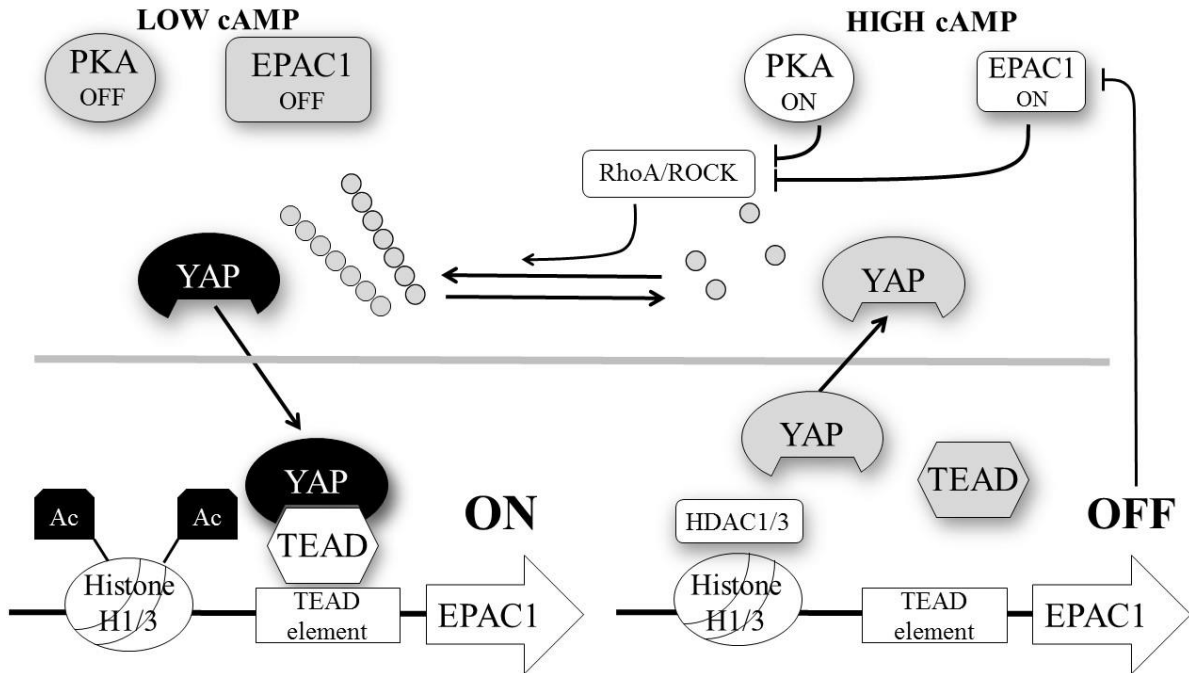 LOW cAMP
PKA
OFF
EPAC1
OFF
YAP
YAP
TEAD
Ac
Ac
Histone
H1/3
TEAD
element
ON
EPAC1
HIGH cAMP
PKA
ON
EPAC1
ON
RhoA/ROCK
YAP
YAP
TEAD
HDAC1/3
Histone
H1/3
TEAD
element
OFF
EPAC1